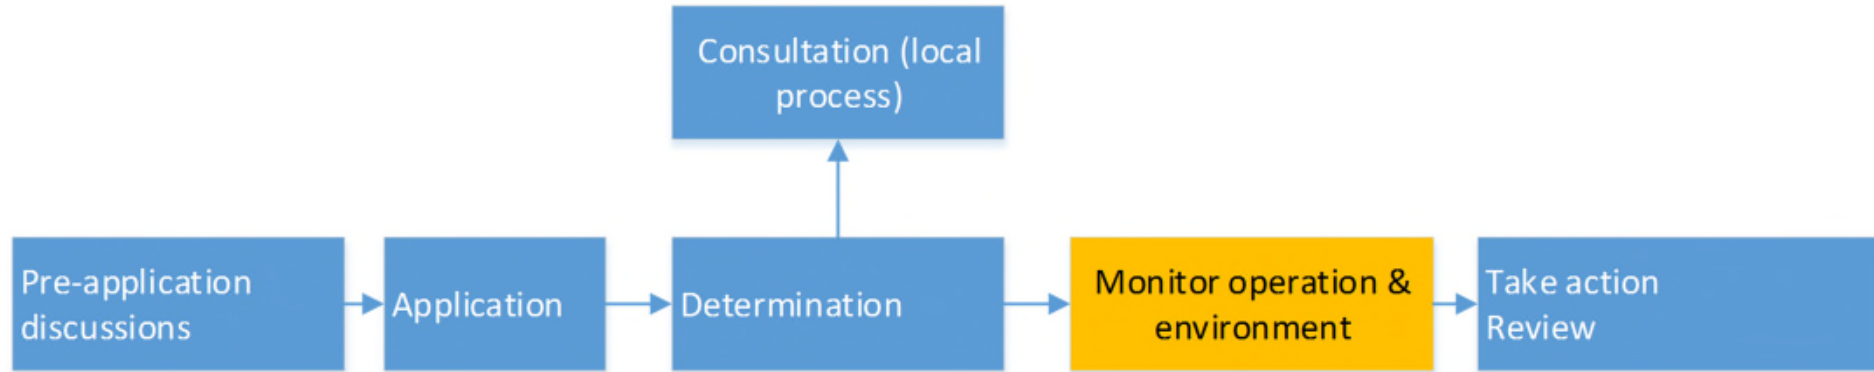 Consultation (local
process)
Pre-application
discussions
Application
Determination
Monitor operation &
environment
Take action
Review